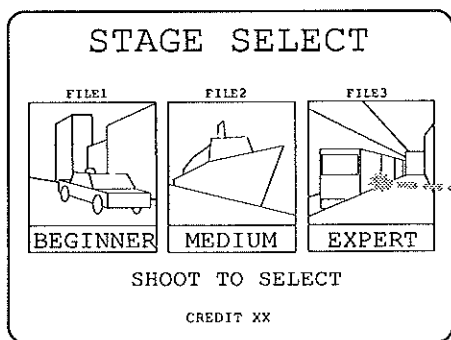 STAGE SELECT
FILE1 FILE2 FILE3
BEGINNER MEDIUM EXPERT
SHOOT TO SELECT
CREDIT XX